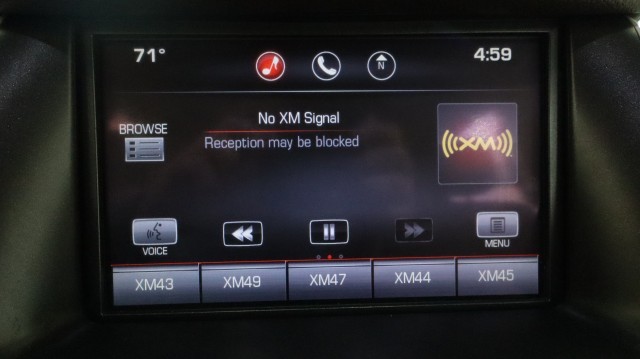 71° N 4:59
No XM Signal
BROWSE
Reception may be blocked
((XM))
VOICE
MENU
XM43 XM49 XM47 XM44 XM45